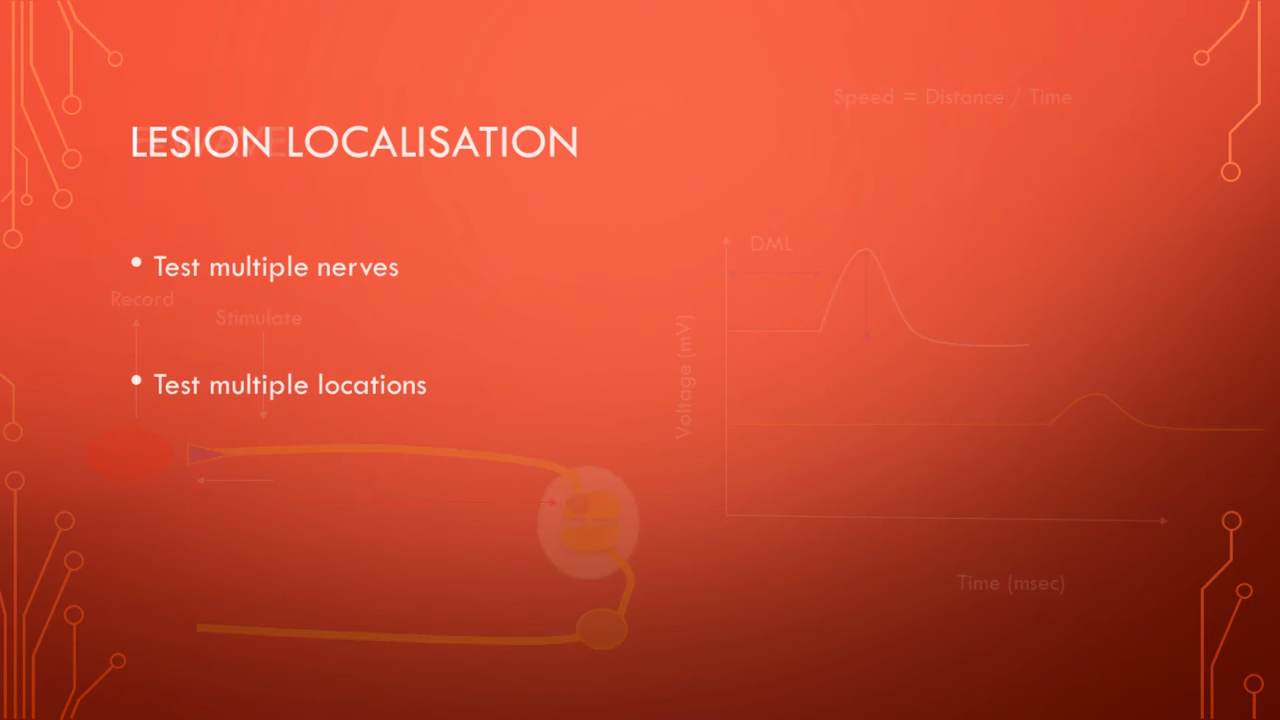 Speed = Distance / Time
LESION LOCALISATION
DML
• Test multiple nerves
Record
Stimulate
Voltage (mV)
• Test multiple locations
Time (msec)